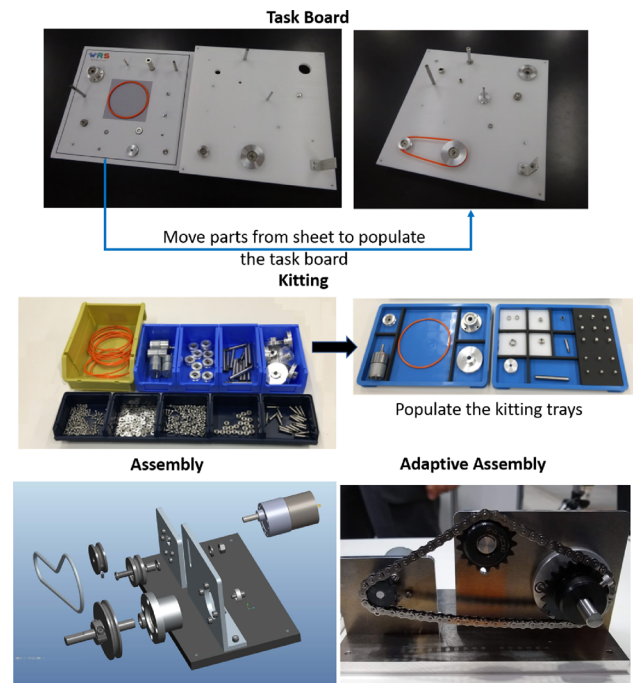 Task Board
WRS
Move parts from sheet to populate
the task board
Kitting
Populate the kitting trays
Assembly
Adaptive Assembly